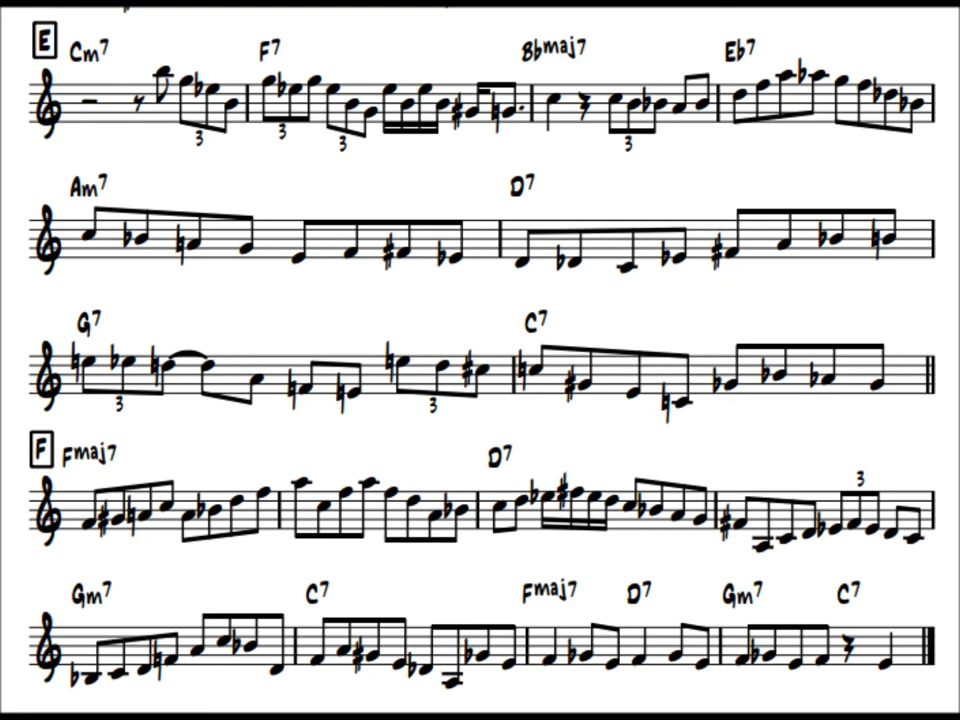 E Cm7 F7 Bbmaj7 Eb7
3 3 3 3
Am7 D7
G7 C7
3 3
F Fmaj7 D7
3
Gm7 C7 Fmaj7 D7 Gm7 C7